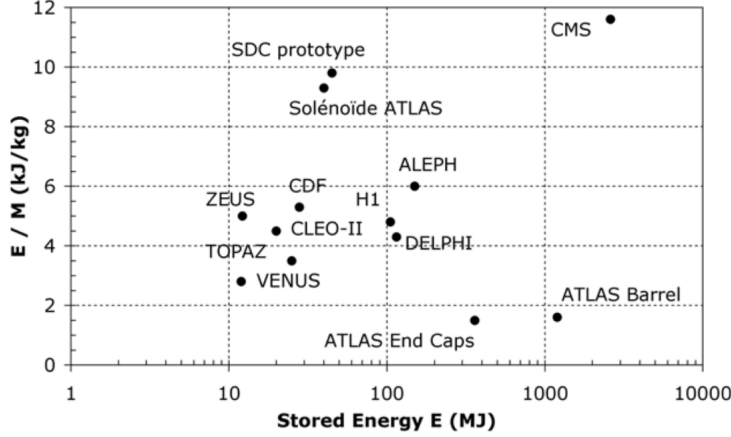 12
CMS
SDC prototype
10
Solénoïde ATLAS
8
E / M (kJ/kg)
ALEPH
6
CDF
ZEUS
H1
CLEO-II
4
TOPAZ
DELPHI
VENUS
2
ATLAS Barrel
ATLAS End Caps
0
1 10 100 1000 10000
Stored Energy E (MJ)